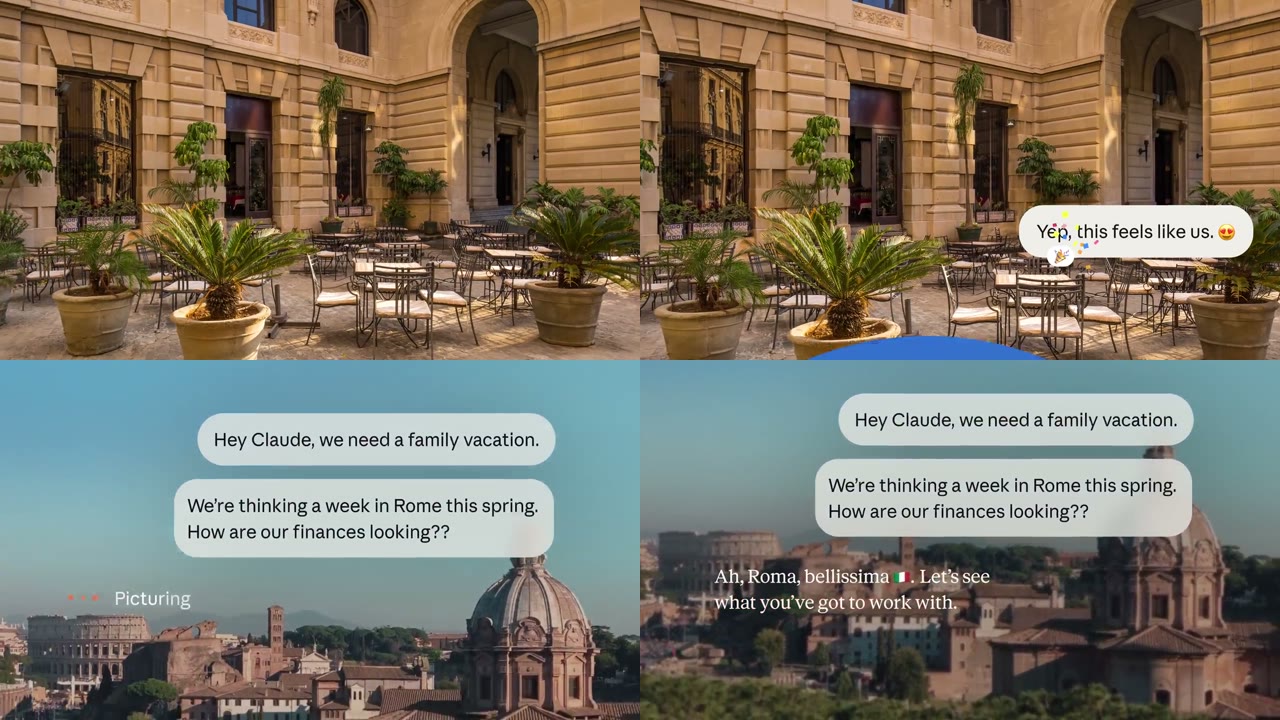 Yep, this feels like us. 😍
Hey Claude, we need a family vacation.
We’re thinking a week in Rome this spring.
How are our finances looking??
Picturing
Hey Claude, we need a family vacation.
We’re thinking a week in Rome this spring.
How are our finances looking??
Ah, Roma, bellissima 🇮🇹. Let’s see
what you’ve got to work with.